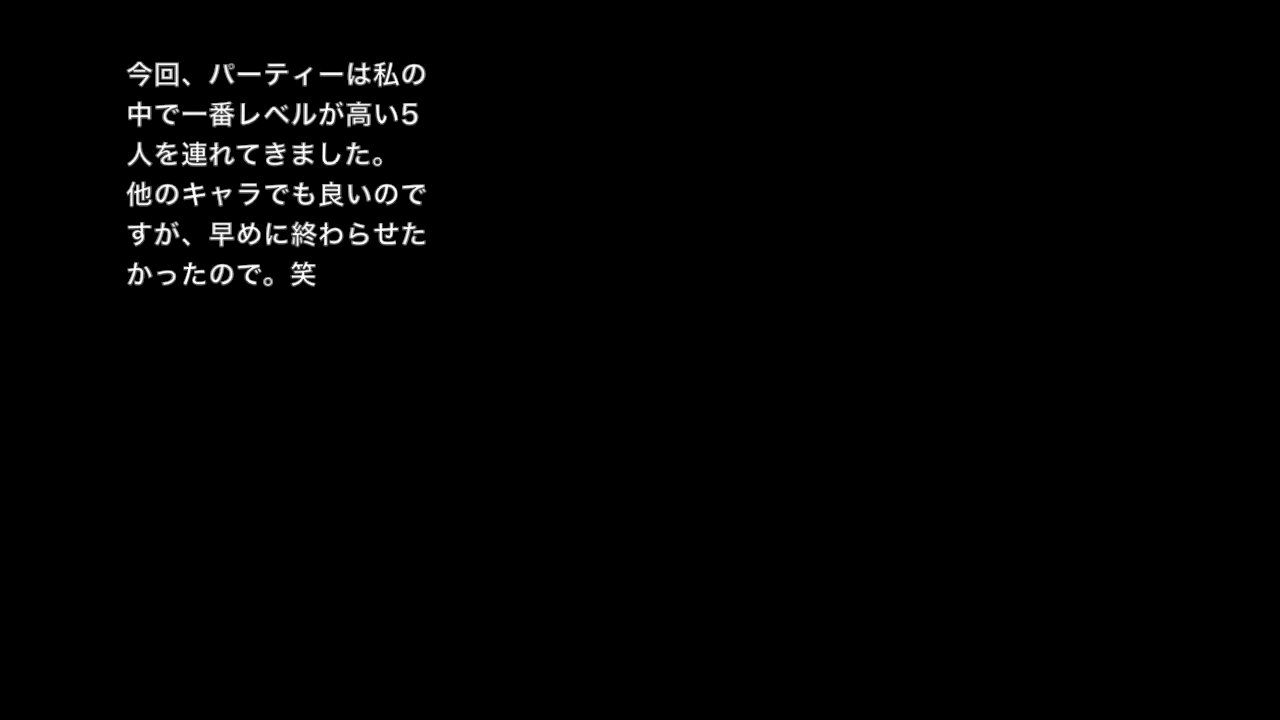 今回、パーティーは私の
中で一番レベルが高い5
人を連れてきました。
他のキャラでも良いので
すが、早めに終わらせた
かったので。笑